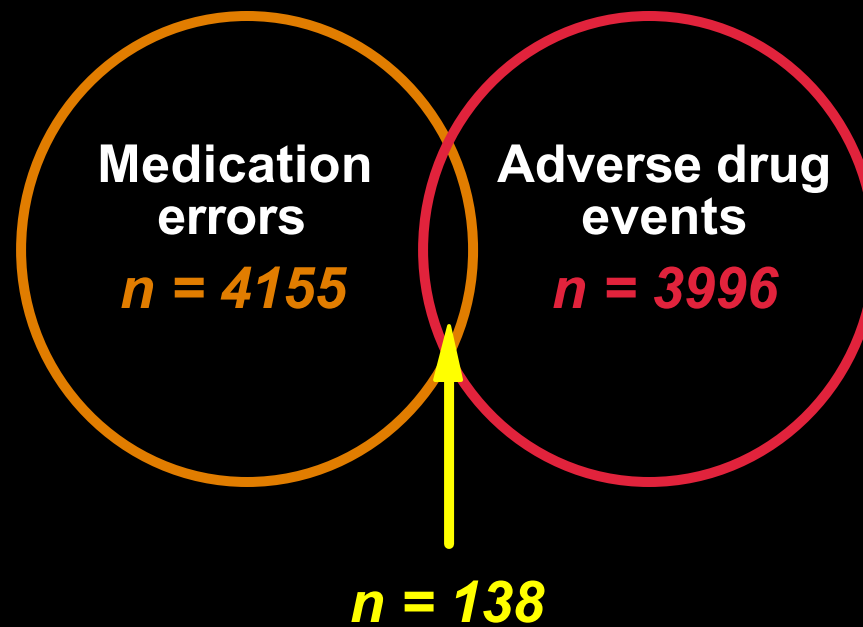 Medication
errors
n = 4155
Adverse drug
events
n = 3996
n = 138